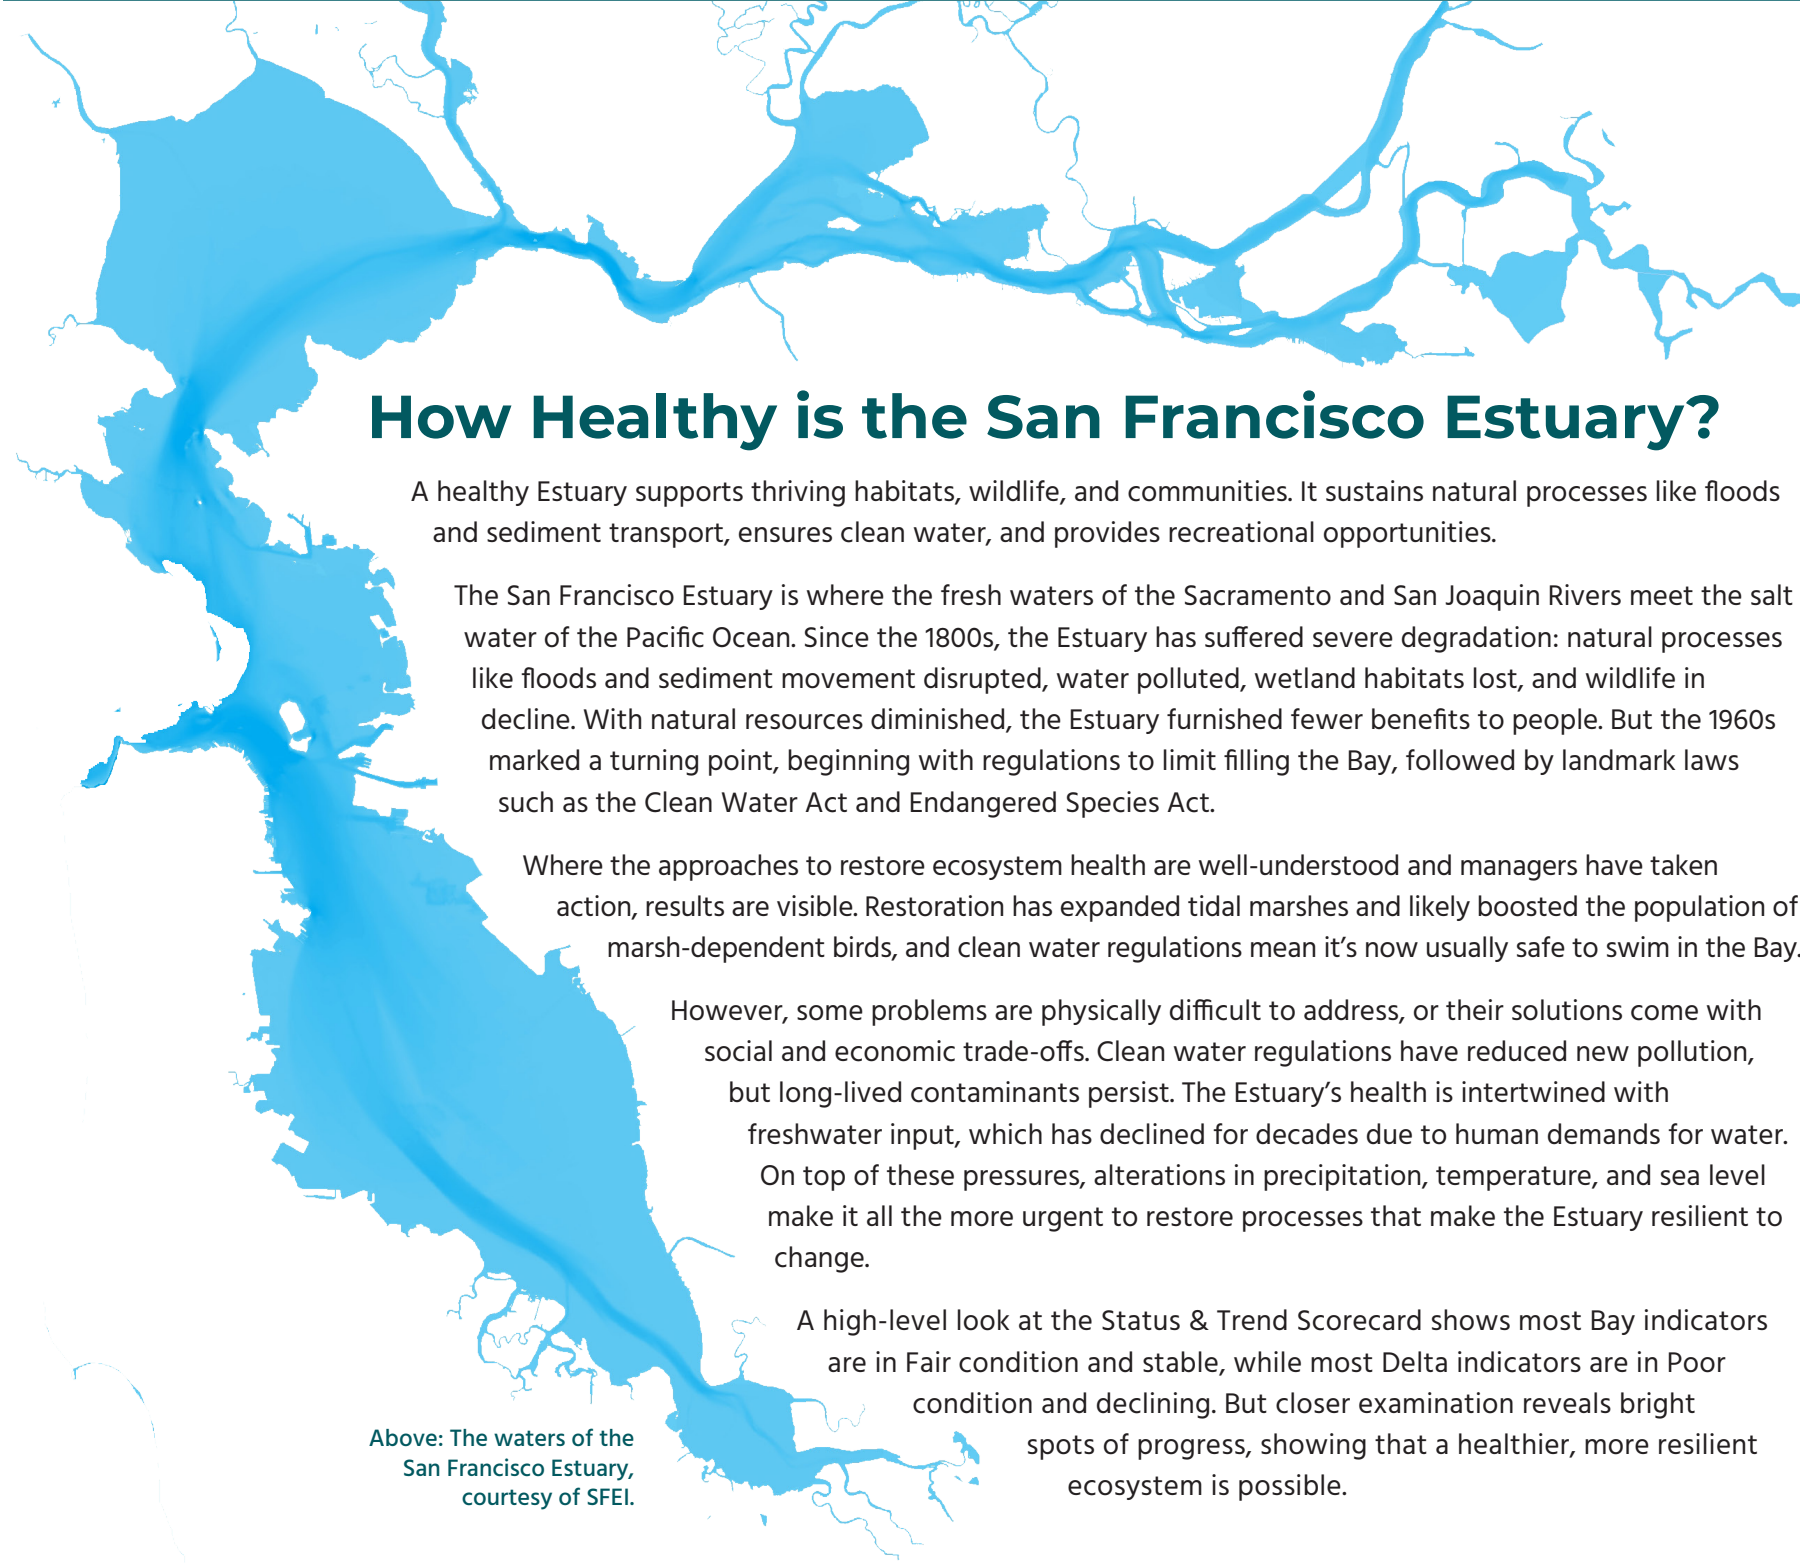 How Healthy is the San Francisco Estuary?
A healthy Estuary supports thriving habitats, wildlife, and communities. It sustains natural processes like floods
and sediment transport, ensures clean water, and provides recreational opportunities.
The San Francisco Estuary is where the fresh waters of the Sacramento and San Joaquin Rivers meet the salt
water of the Pacific Ocean. Since the 1800s, the Estuary has suffered severe degradation: natural processes
like floods and sediment movement disrupted, water polluted, wetland habitats lost, and wildlife in
decline. With natural resources diminished, the Estuary furnished fewer benefits to people. But the 1960s
marked a turning point, beginning with regulations to limit filling the Bay, followed by landmark laws
such as the Clean Water Act and Endangered Species Act.
Where the approaches to restore ecosystem health are well-understood and managers have taken
action, results are visible. Restoration has expanded tidal marshes and likely boosted the population of
marsh-dependent birds, and clean water regulations mean it’s now usually safe to swim in the Bay.
However, some problems are physically difficult to address, or their solutions come with
social and economic trade-offs. Clean water regulations have reduced new pollution,
but long-lived contaminants persist. The Estuary’s health is intertwined with
freshwater input, which has declined for decades due to human demands for water.
On top of these pressures, alterations in precipitation, temperature, and sea level
make it all the more urgent to restore processes that make the Estuary resilient to
change.
A high-level look at the Status & Trend Scorecard shows most Bay indicators
are in Fair condition and stable, while most Delta indicators are in Poor
condition and declining. But closer examination reveals bright
spots of progress, showing that a healthier, more resilient
ecosystem is possible.
Above: The waters of the
San Francisco Estuary,
courtesy of SFEI.